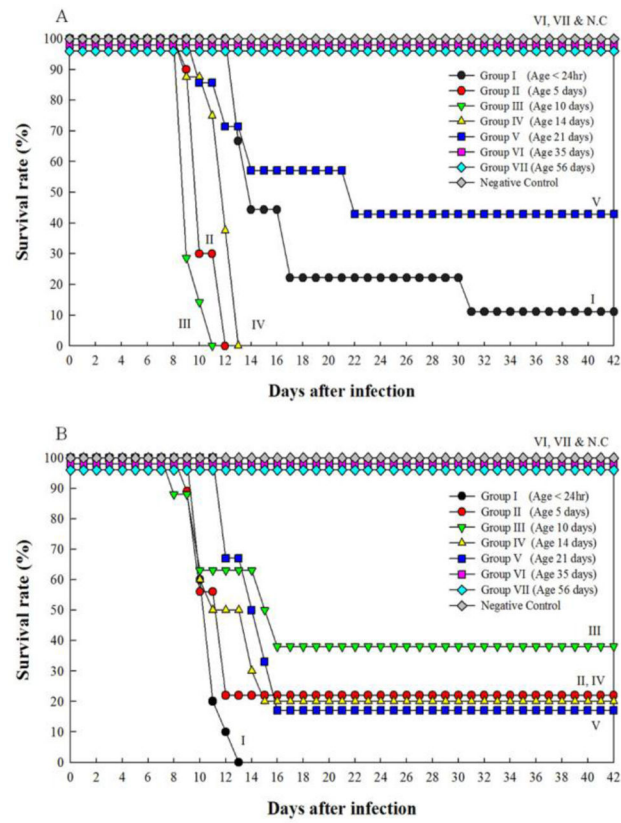 A
VI, VII & N.C
100
90
80
70
60
50
40
30
20
10
0
Survival rate (%)
Group I (Age < 24hr)
Group II (Age 5 days)
Group III (Age 10 days)
Group IV (Age 14 days)
Group V (Age 21 days)
Group VI (Age 35 days)
Group VII (Age 56 days)
Negative Control
V
II
III
IV
I
0 2 4 6 8 10 12 14 16 18 20 22 24 26 28 30 32 34 36 38 40 42
Days after infection
B
VI, VII & N.C
100
90
80
70
60
50
40
30
20
10
0
Survival rate (%)
Group I (Age < 24hr)
Group II (Age 5 days)
Group III (Age 10 days)
Group IV (Age 14 days)
Group V (Age 21 days)
Group VI (Age 35 days)
Group VII (Age 56 days)
Negative Control
III
II, IV
V
I
0 2 4 6 8 10 12 14 16 18 20 22 24 26 28 30 32 34 36 38 40 42
Days after infection